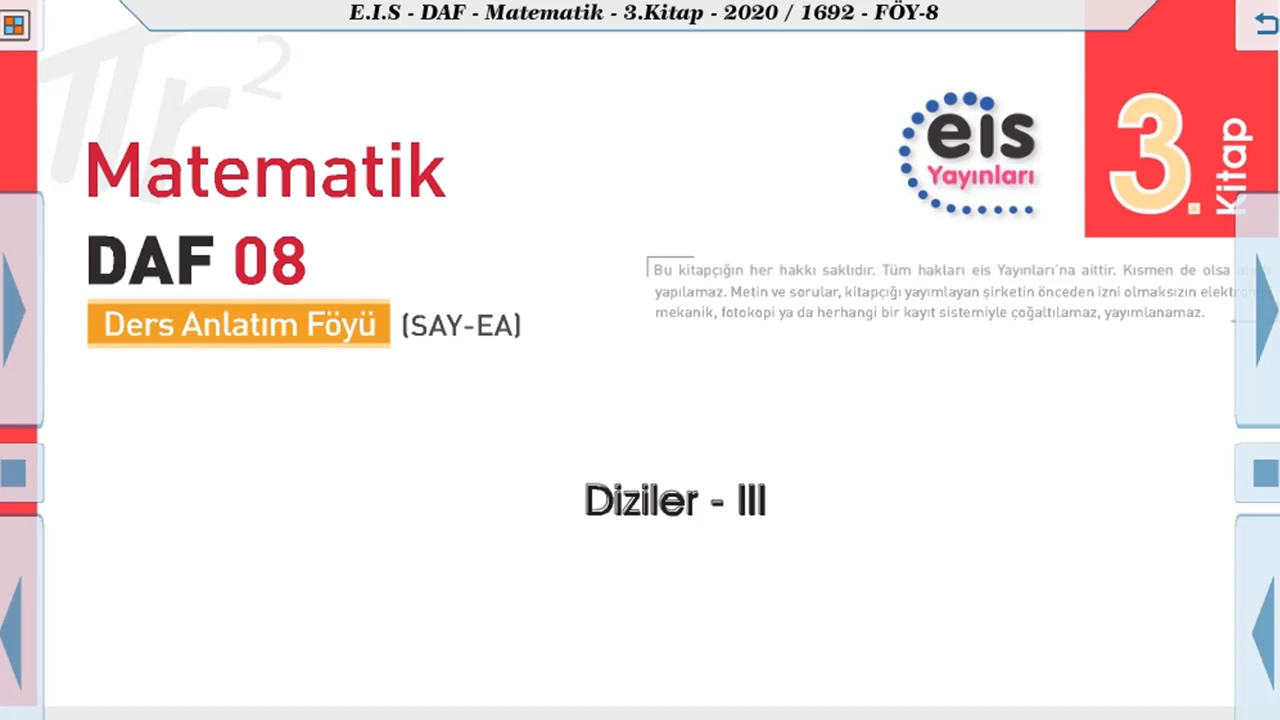 E.I.S - DAF - Matematik - 3.Kitap - 2020 / 1692 - FÖY-8
πr²
eis
Yayınları
3.
Kitap
Matematik
DAF 08
Ders Anlatım Föyü (SAY-EA)
Bu kitapçığın her hakkı saklıdır. Tüm hakları eis Yayınları'na aittir. Kısmen de olsa
yapılamaz. Metin ve sorular, kitapçığı yayımlayan şirketin önceden izni olmaksızın
mekanik, fotokopi ya da herhangi bir kayıt sistemiyle çoğaltılamaz, yayımlanamaz.
Diziler - III